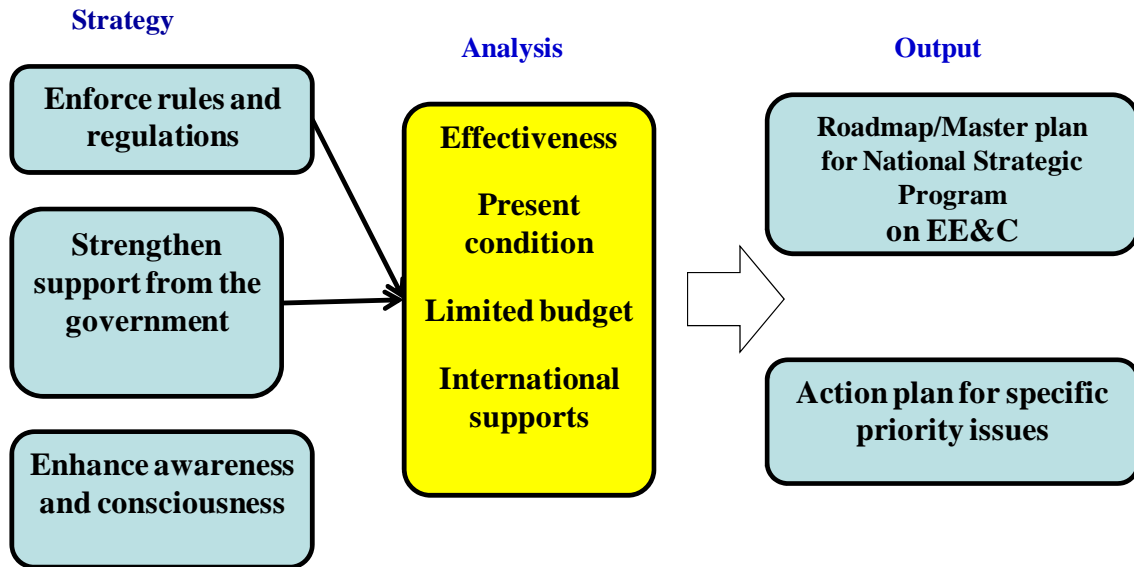 Strategy
Enforce rules and
regulations
Strengthen
support from the
government
Enhance awareness
and consciousness
Analysis
Effectiveness
Present
condition
Limited budget
International
supports
Output
Roadmap/Master plan
for National Strategic
Program
on EE&C
Action plan for specific
priority issues